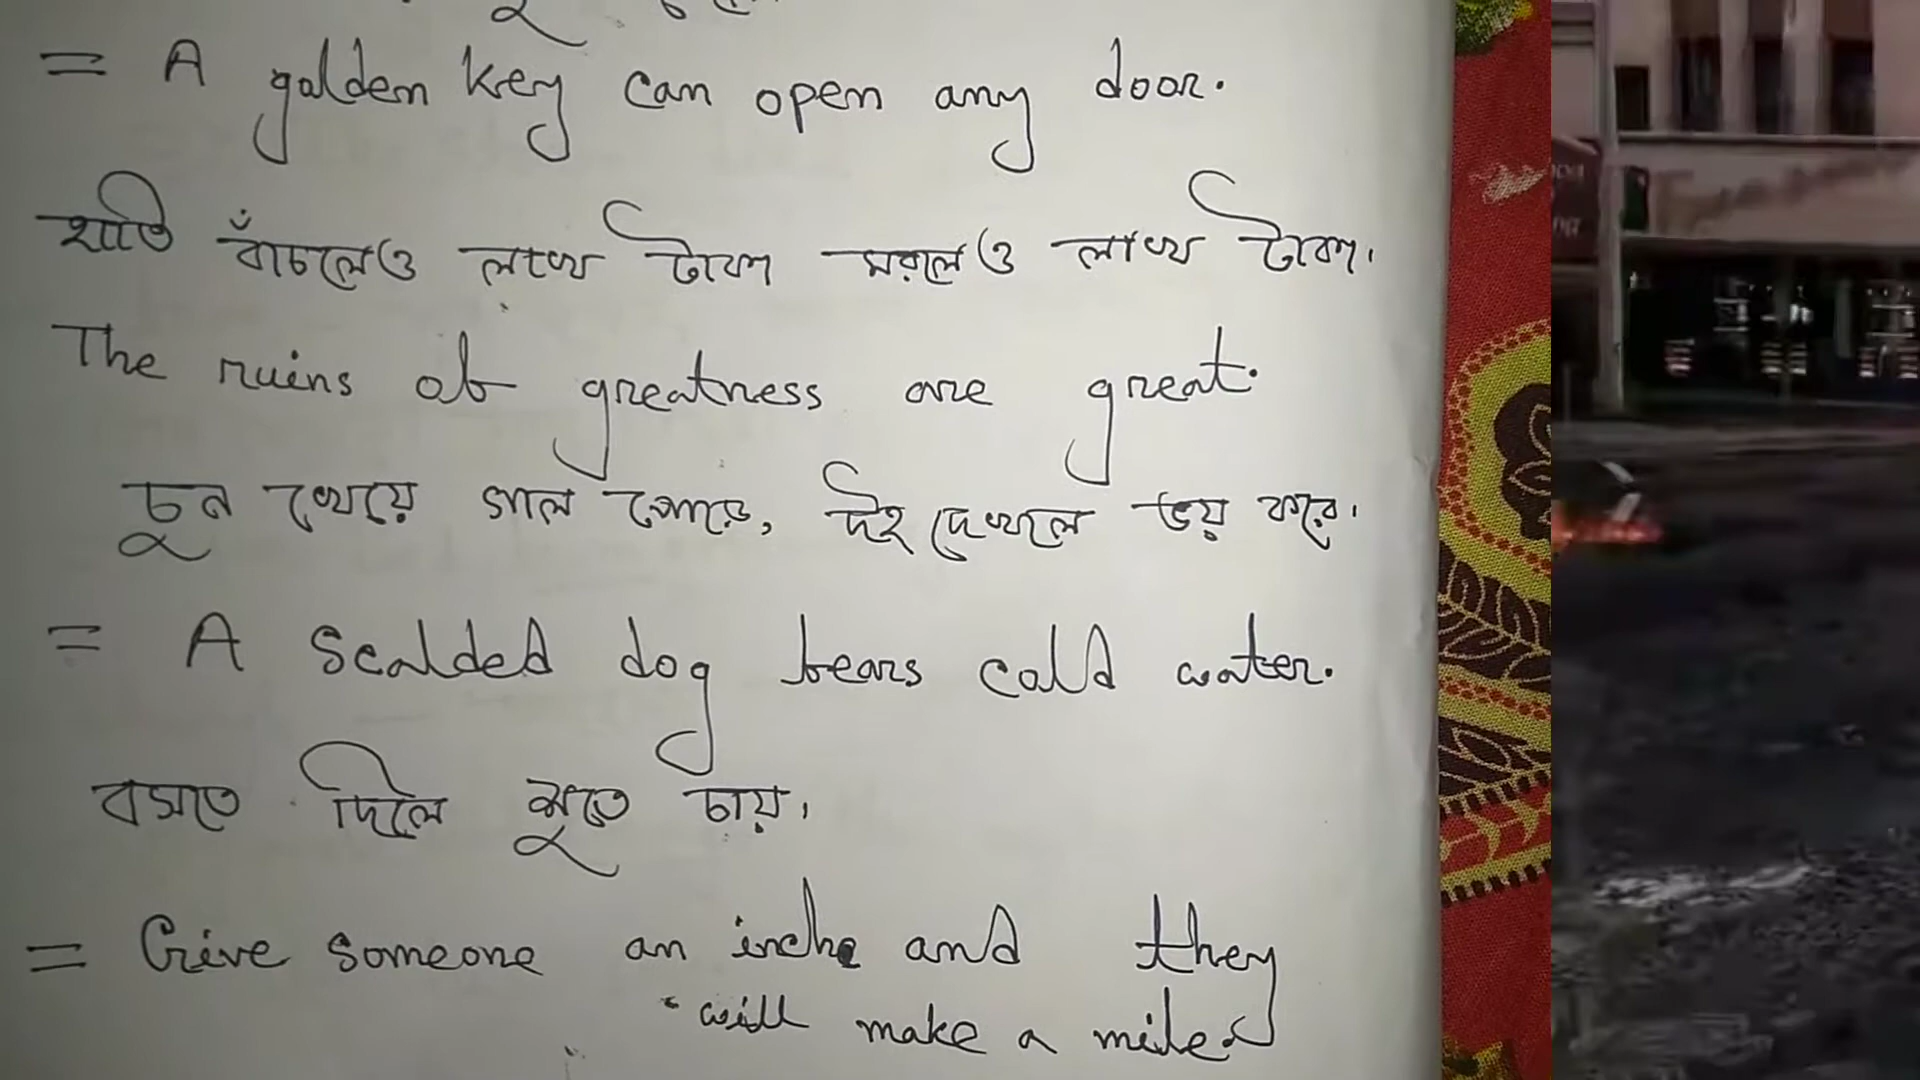 = A golden key can open any door.
হাতি বাঁচলেও লাখ টাকা মরলেও লাখ টাকা।
The ruins of greatness are great.
চুন খেয়ে গাল পোড়ে, দই দেখলে ভয় করে।
= A Scalded dog bears cold water.
বসতে দিলে শুতে চায়।
= Give someone an inch and they
will make a mile